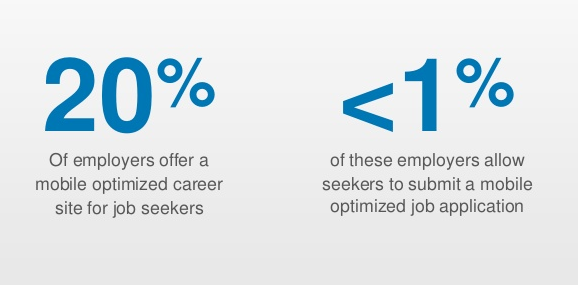 20%
Of employers offer a
mobile optimized career
site for job seekers
<1%
of these employers allow
seekers to submit a mobile
optimized job application